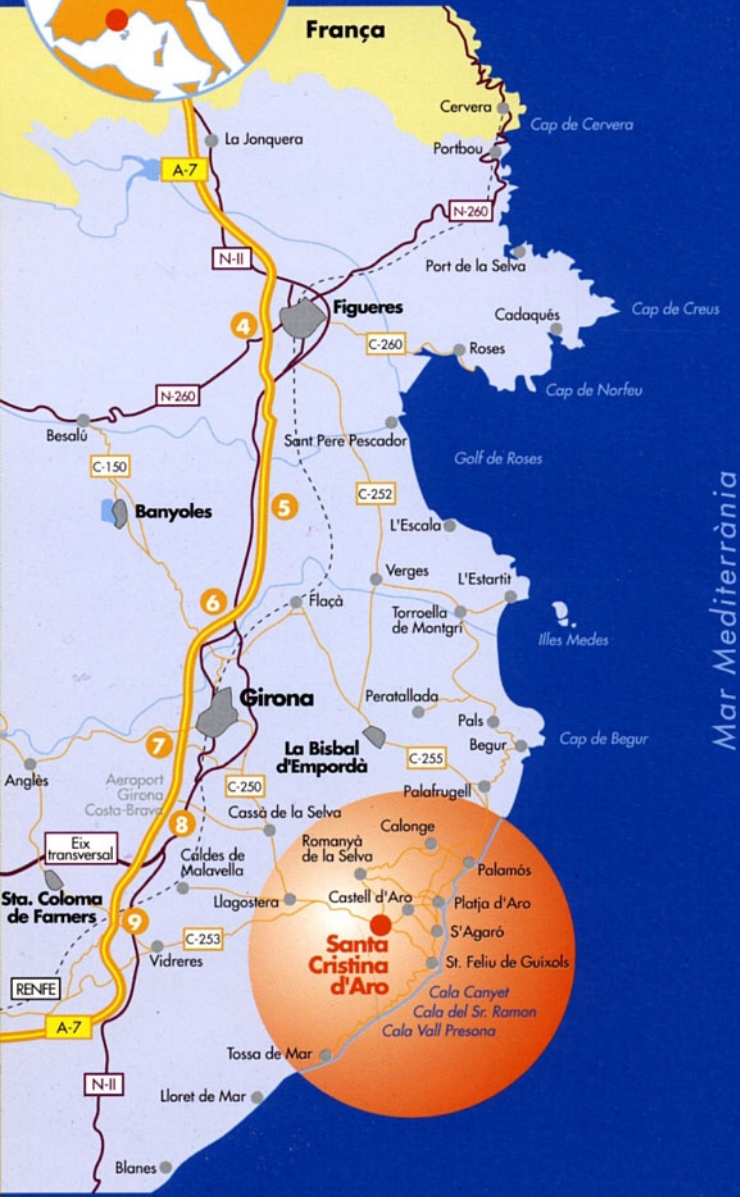 França
Cervera
Cap de Cervera
La Jonquera
Portbou
A-7
N-260
N-II
Port de la Selva
Figueres
Cadaqués
Cap de Creus
4
C-260
Roses
N-260
Cap de Norfeu
Besalú
Sant Pere Pescador
C-150
Golf de Roses
C-252
Banyoles
5
L'Escala
Mar Mediterrània
Verges
L'Estartit
6
Flaçà
Torroella
de Montgrí
Illes Medes
Girona
Peratallada
Pals
7
La Bisbal
d'Empordà
Begur
Cap de Begur
C-255
Anglès
Aeroport
Girona
Costa-Brava
C-250
Palafrugell
8
Cassà de la Selva
Calonge
Eix
transversal
Romanyà
de la Selva
Caldes de
Malavella
Palamós
Sta. Coloma
de Farners
Llagostera
Castell d'Aro
Platja d'Aro
9
C-253
S'Agaró
Santa
Cristina
d'Aro
Vidreres
St. Feliu de Guixols
RENFE
Cala Canyet
Cala del Sr. Ramon
Cala Vall Presona
A-7
Tossa de Mar
N-II
Lloret de Mar
Blanes